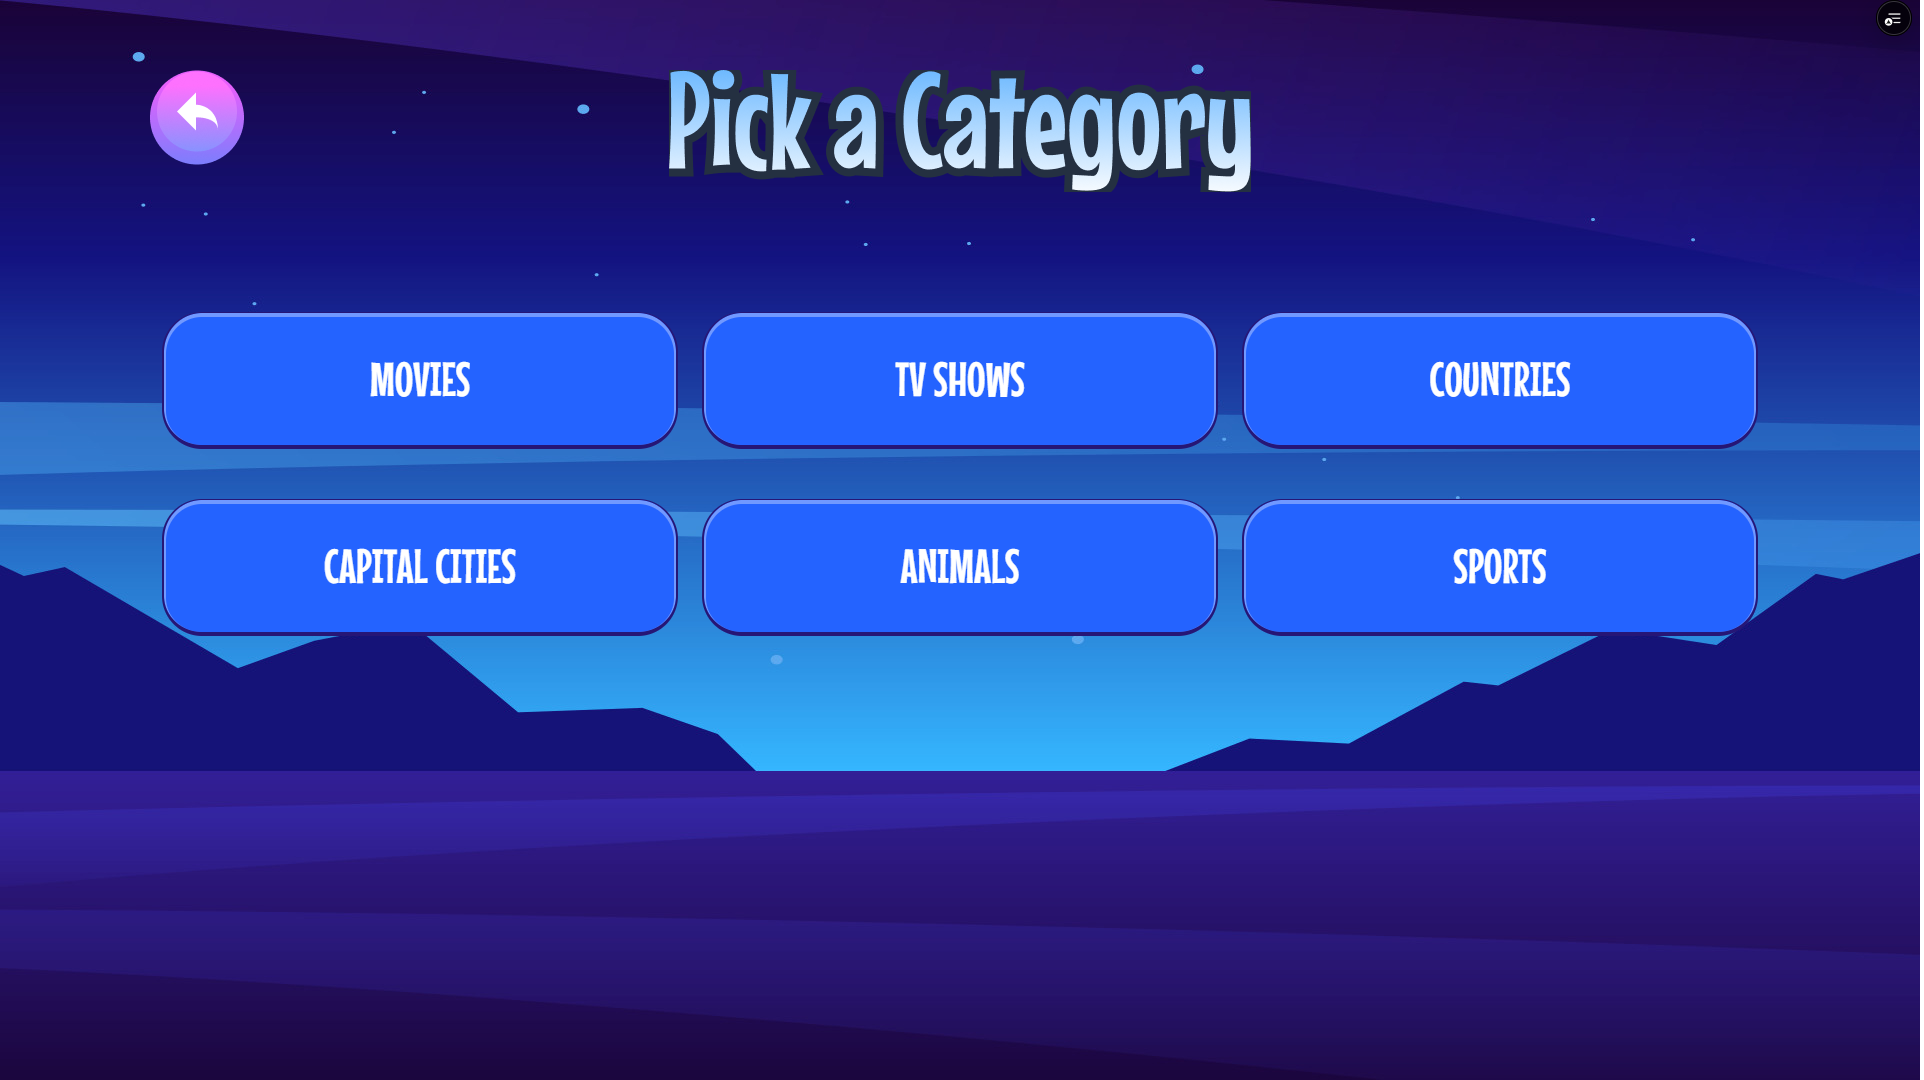 Pick a Category
MOVIES
TV SHOWS
COUNTRIES
CAPITAL CITIES
ANIMALS
SPORTS